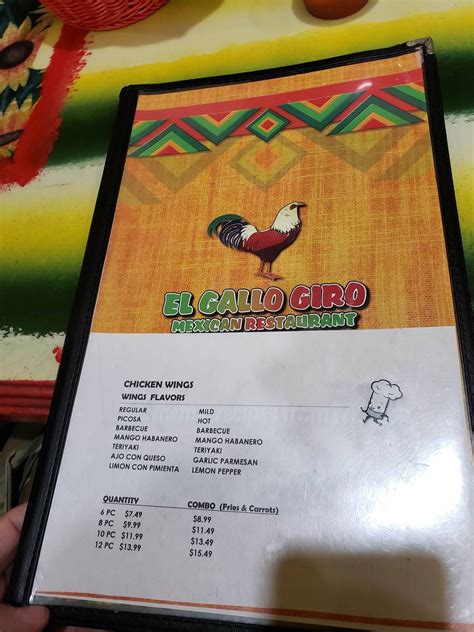 EL GALLO GIRO
MEXICAN RESTAURANT
CHICKEN WINGS
WINGS FLAVORS
REGULAR MILD
PICOSA HOT
BARBECUE BARBECUE
MANGO HABANERO MANGO HABANERO
TERIYAKI TERIYAKI
AJO CON QUESO GARLIC PARMESAN
LIMON CON PIMIENTA LEMON PEPPER
QUANTITY COMBO (Fries & Carrots)
6 PC $7.49 $8.99
8 PC $9.99 $11.49
10 PC $11.99 $13.49
12 PC $13.99 $15.49